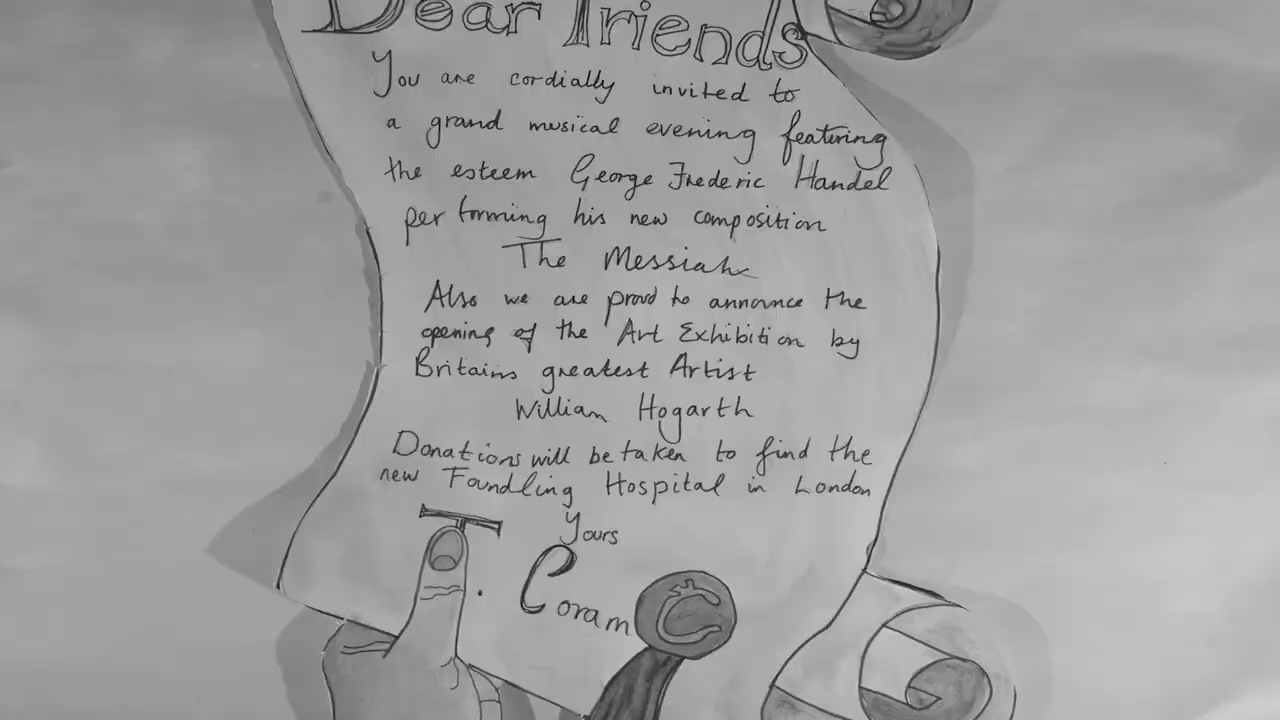 Dear Friends
You are cordially invited to
a grand musical evening featuring
the esteem George Frederic Handel
performing his new composition
The Messiah
Also we are proud to announce the
opening of the Art Exhibition by
Britains greatest Artist
William Hogarth
Donations will be taken to find the
new Foundling Hospital in London
Yours
T. Coram
C